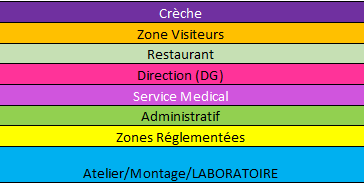 Crèche
Zone Visiteurs
Restaurant
Direction (DG)
Service Medical
Administratif
Zones Réglementées
Atelier/Montage/LABORATOIRE